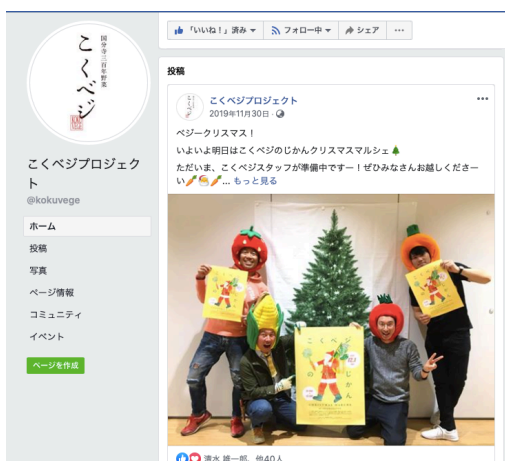 国分寺三百年野菜
こくベジ
「いいね！」済み
フォロー中
シェア
投稿
こくベジプロジェクト
2019年11月30日
ベジークリスマス！
いよいよ明日はこくベジのじかんクリスマスマルシェ🎄
ただいま、こくベジスタッフが準備中ですー！ぜひみなさんお越しくださー
い🥕🎅🥕... もっと見る
こくベジプロジェク
ト
@kokuvege
ホーム
投稿
写真
ページ情報
コミュニティ
イベント
ページを作成
こくベジ
の
じかん
清水 雄一郎、他40人